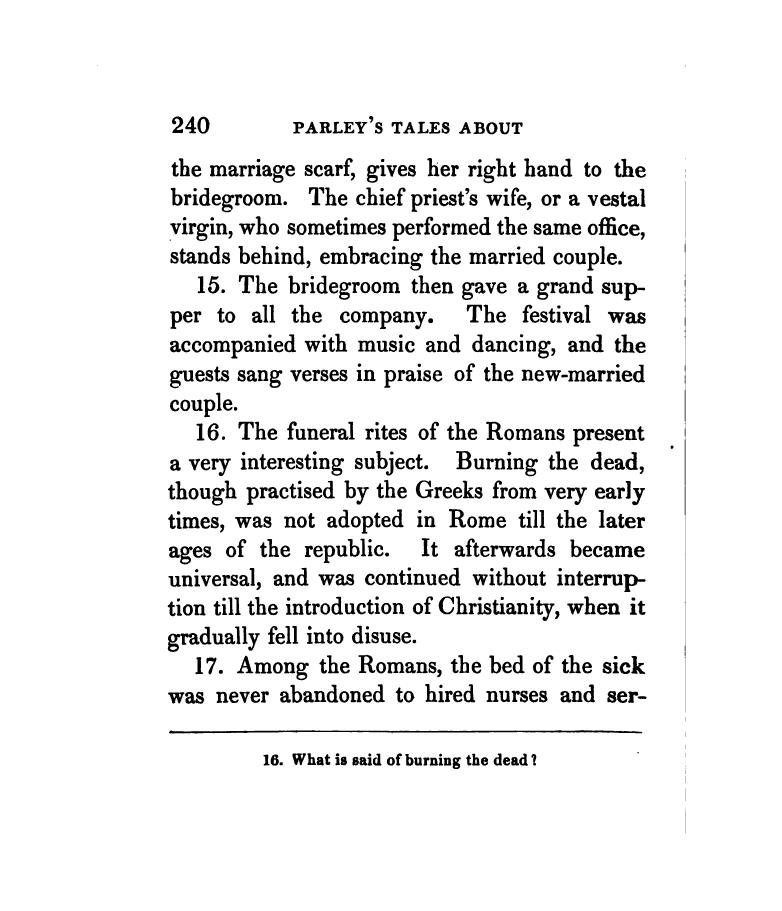 240 PARLEY'S TALES ABOUT
the marriage scarf, gives her right hand to the
bridegroom. The chief priest's wife, or a vestal
virgin, who sometimes performed the same office,
stands behind, embracing the married couple.
15. The bridegroom then gave a grand sup-
per to all the company. The festival was
accompanied with music and dancing, and the
guests sang verses in praise of the new-married
couple.
16. The funeral rites of the Romans present
a very interesting subject. Burning the dead,
though practised by the Greeks from very early
times, was not adopted in Rome till the later
ages of the republic. It afterwards became
universal, and was continued without interrup-
tion till the introduction of Christianity, when it
gradually fell into disuse.
17. Among the Romans, the bed of the sick
was never abandoned to hired nurses and ser-
16. What is said of burning the dead?